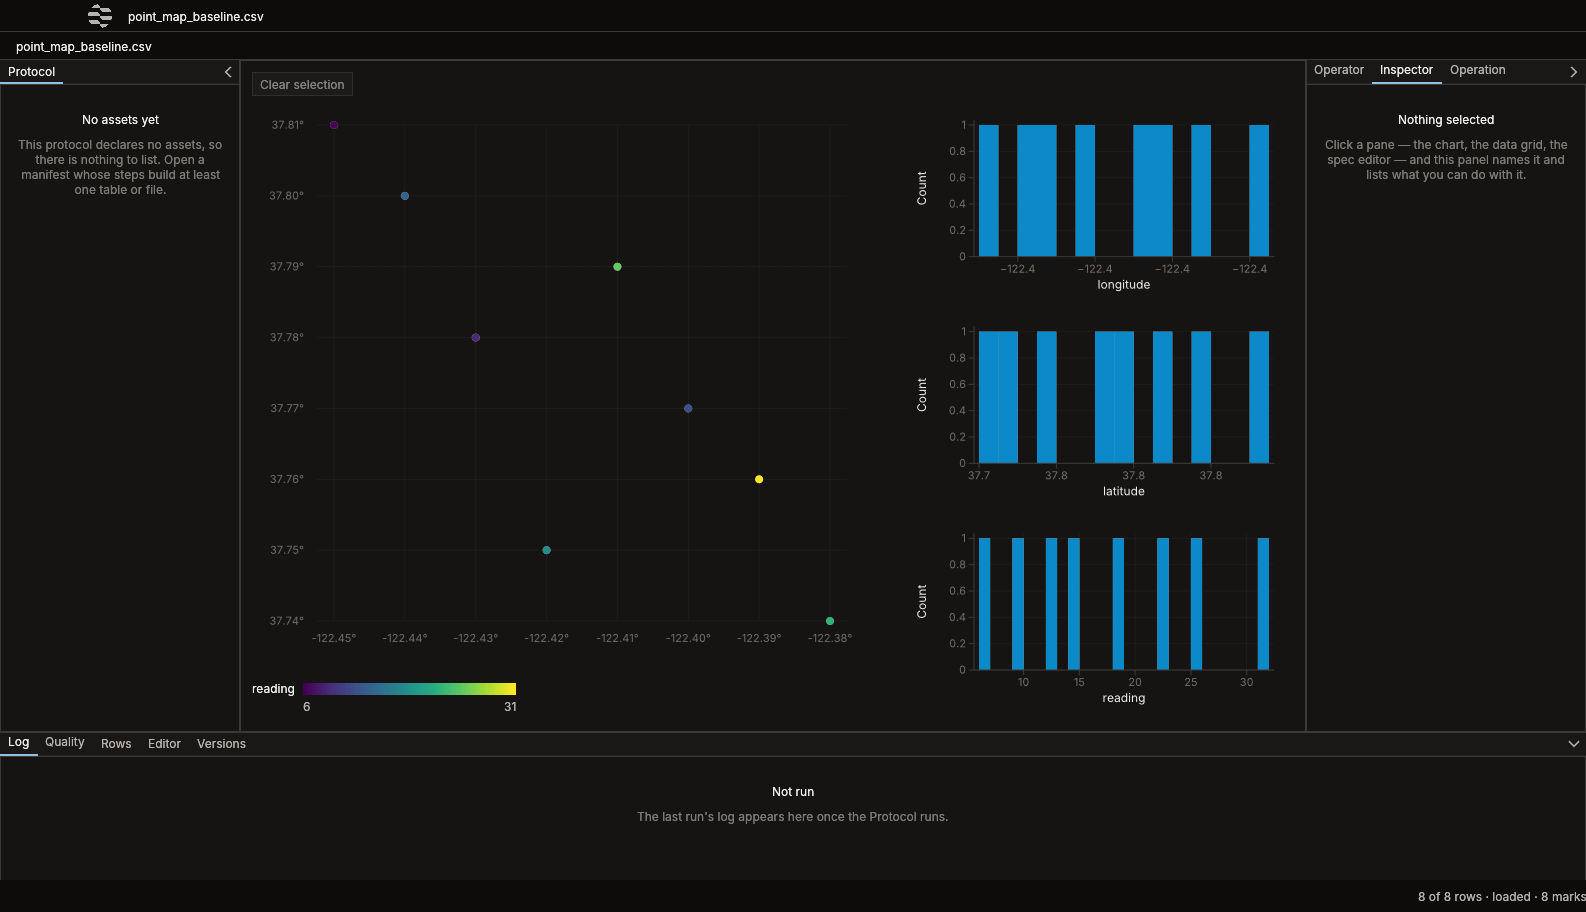 point_map_baseline.csv
point_map_baseline.csv
Protocol
No assets yet
This protocol declares no assets, so
there is nothing to list. Open a
manifest whose steps build at least
one table or file.
Clear selection
37.81°
37.80°
37.79°
37.78°
37.77°
37.76°
37.75°
37.74°
-122.45°
-122.44°
-122.43°
-122.42°
-122.41°
-122.40°
-122.39°
-122.38°
reading
6
31
Count
1
0.8
0.6
0.4
0.2
0
−122.4
−122.4
−122.4
−122.4
longitude
Count
1
0.8
0.6
0.4
0.2
0
37.7
37.8
37.8
37.8
latitude
Count
1
0.8
0.6
0.4
0.2
0
10
15
20
25
30
reading
Operator
Inspector
Operation
Nothing selected
Click a pane — the chart, the data grid, the
spec editor — and this panel names it and
lists what you can do with it.
Log
Quality
Rows
Editor
Versions
Not run
The last run's log appears here once the Protocol runs.
8 of 8 rows · loaded · 8 marks